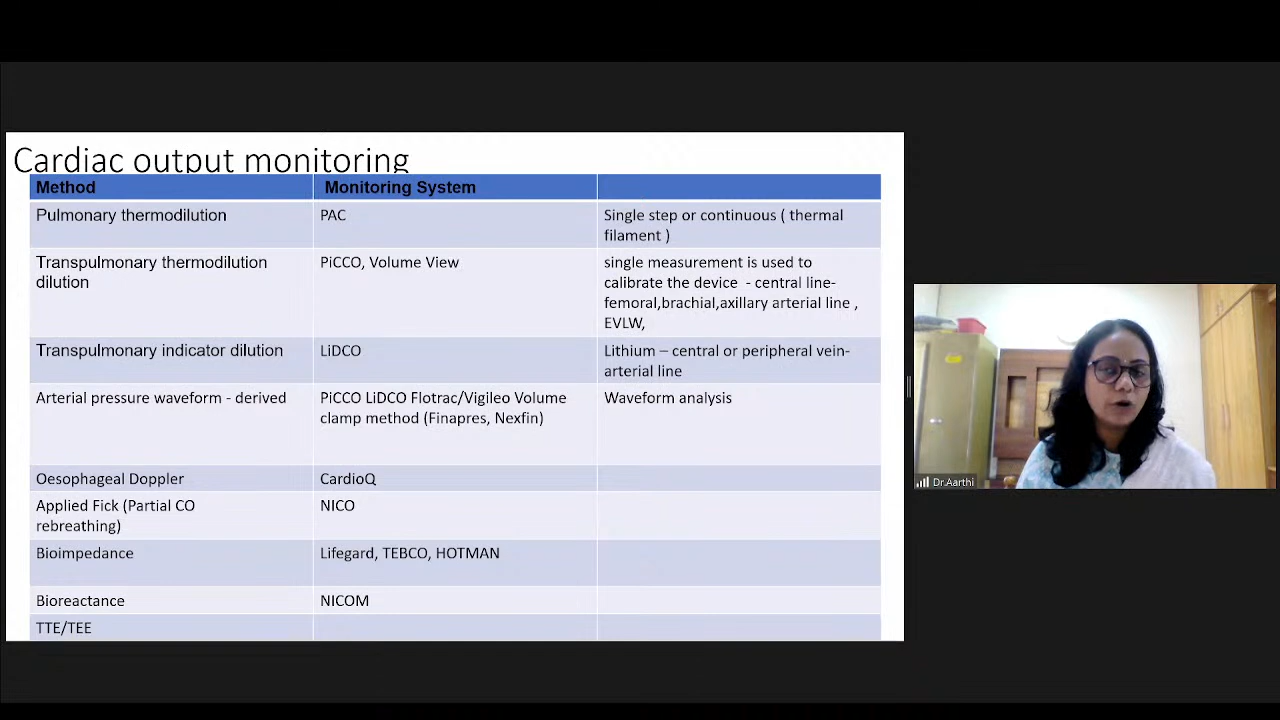 Cardiac output monitoring
Method Monitoring System
Pulmonary thermodilution PAC Single step or continuous ( thermal
filament )
Transpulmonary thermodilution PiCCO, Volume View single measurement is used to
dilution calibrate the device - central line-
femoral,brachial,axillary arterial line ,
EVLW,
Transpulmonary indicator dilution LiDCO Lithium – central or peripheral vein-
arterial line
Arterial pressure waveform - derived PiCCO LiDCO Flotrac/Vigileo Volume Waveform analysis
clamp method (Finapres, Nexfin)
Oesophageal Doppler CardioQ
Applied Fick (Partial CO NICO
rebreathing)
Bioimpedance Lifegard, TEBCO, HOTMAN
Bioreactance NICOM
TTE/TEE
Dr.Aarthi